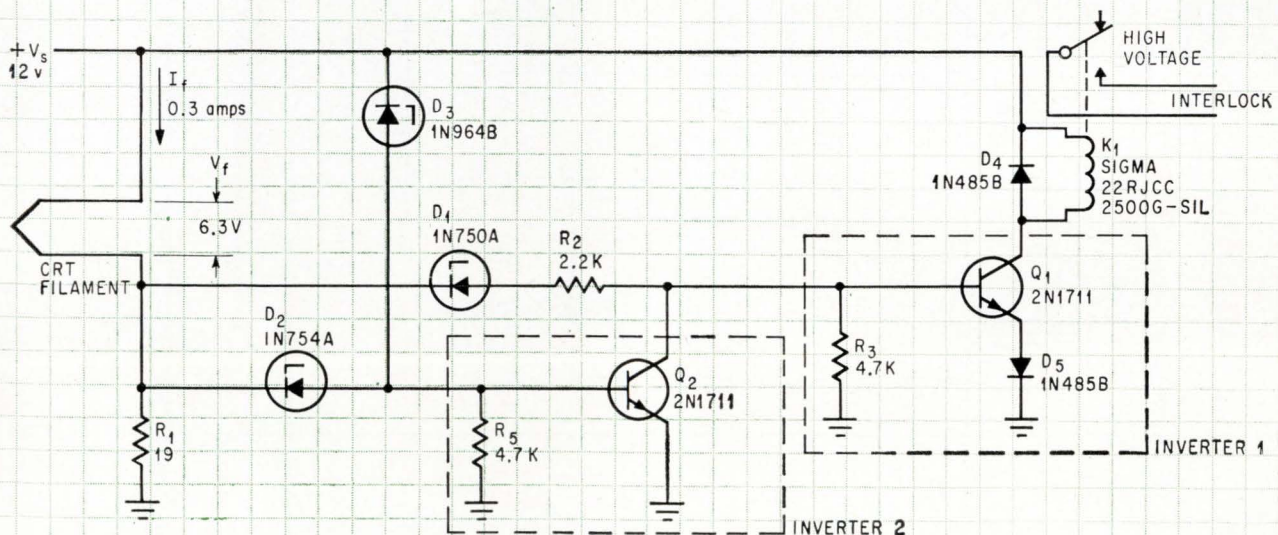 +Vs
12 v
If
0.3 amps
Vf
6.3V
CRT
FILAMENT
D3
1N964B
D1
1N750A
R2
2.2K
D2
1N754A
R1
19
R5
4.7K
Q2
2N1711
INVERTER 2
HIGH
VOLTAGE
INTERLOCK
D4
1N485B
K1
SIGMA
22RJCC
2500G-SIL
Q1
2N1711
R3
4.7K
D5
1N485B
INVERTER 1